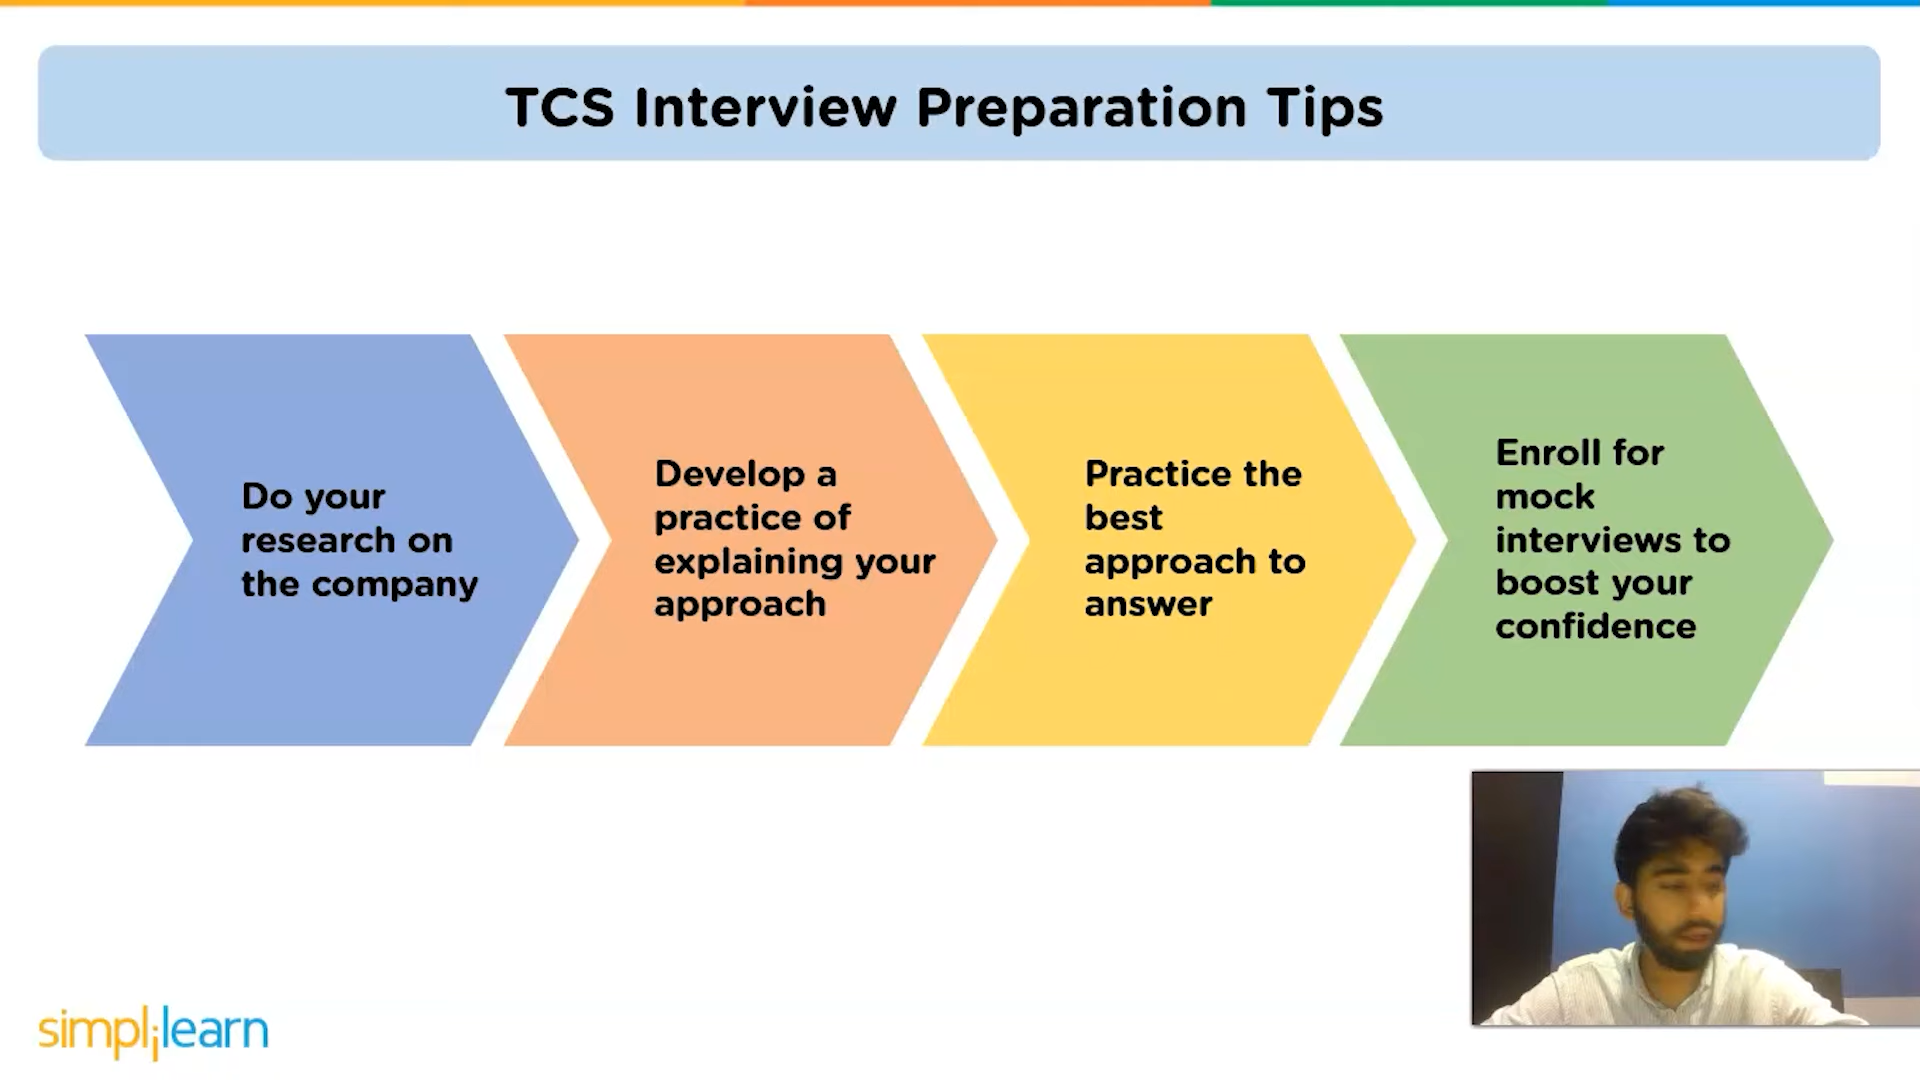 TCS Interview Preparation Tips
Do your
research on
the company
Develop a
practice of
explaining your
approach
Practice the
best
approach to
answer
Enroll for
mock
interviews to
boost your
confidence
simplilearn